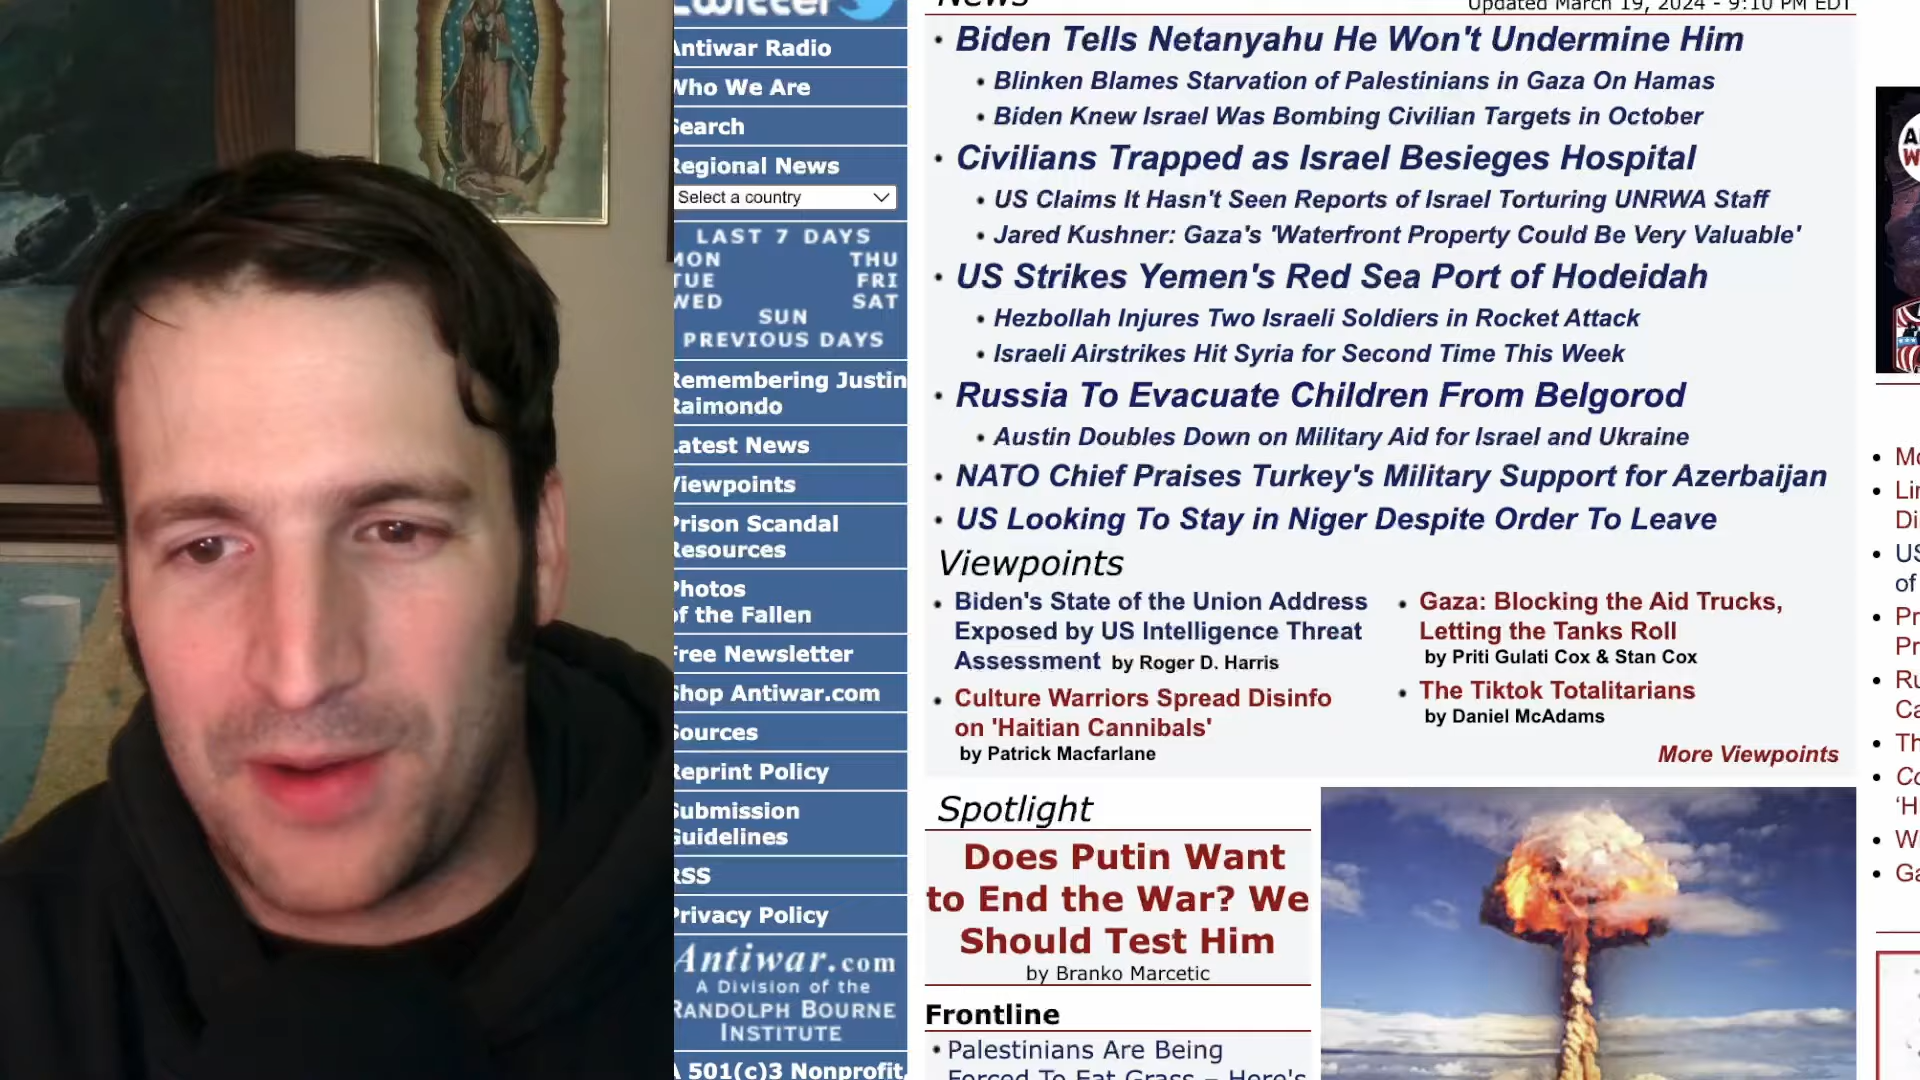 Twitter
Antiwar Radio
Who We Are
Search
Regional News
Select a country
LAST 7 DAYS
MON THU
TUE FRI
WED SAT
SUN
PREVIOUS DAYS
Remembering Justin
Raimondo
Latest News
Viewpoints
Prison Scandal
Resources
Photos
of the Fallen
Free Newsletter
Shop Antiwar.com
Sources
Reprint Policy
Submission
Guidelines
RSS
Privacy Policy
Antiwar.com
A Division of the
RANDOLPH BOURNE
INSTITUTE
A 501(c)3 Nonprofit
News
Updated March 19, 2024 - 9:10 PM EDT
• Biden Tells Netanyahu He Won't Undermine Him
• Blinken Blames Starvation of Palestinians in Gaza On Hamas
• Biden Knew Israel Was Bombing Civilian Targets in October
• Civilians Trapped as Israel Besieges Hospital
• US Claims It Hasn't Seen Reports of Israel Torturing UNRWA Staff
• Jared Kushner: Gaza's 'Waterfront Property Could Be Very Valuable'
• US Strikes Yemen's Red Sea Port of Hodeidah
• Hezbollah Injures Two Israeli Soldiers in Rocket Attack
• Israeli Airstrikes Hit Syria for Second Time This Week
• Russia To Evacuate Children From Belgorod
• Austin Doubles Down on Military Aid for Israel and Ukraine
• NATO Chief Praises Turkey's Military Support for Azerbaijan
• US Looking To Stay in Niger Despite Order To Leave
Viewpoints
• Biden's State of the Union Address
Exposed by US Intelligence Threat
Assessment by Roger D. Harris
• Culture Warriors Spread Disinfo
on 'Haitian Cannibals'
by Patrick Macfarlane
• Gaza: Blocking the Aid Trucks,
Letting the Tanks Roll
by Priti Gulati Cox & Stan Cox
• The Tiktok Totalitarians
by Daniel McAdams
More Viewpoints
Spotlight
Does Putin Want
to End the War? We
Should Test Him
by Branko Marcetic
Frontline
• Palestinians Are Being
Forced To Eat Grass – Here's